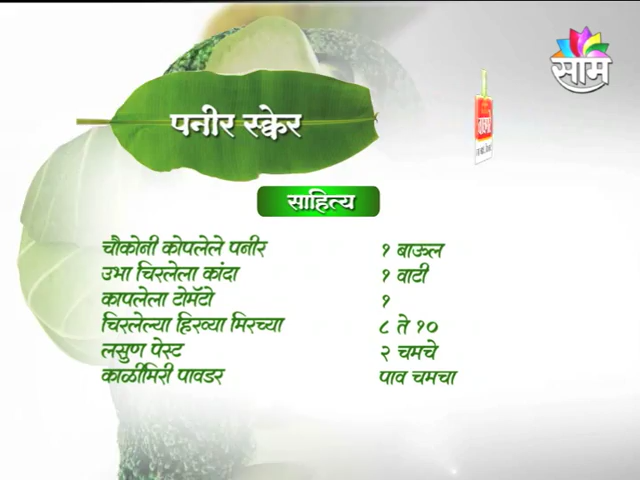 साम
पनीर स्क्वेर
साहित्य
चौकोनी कोपलेले पनीर १ बाऊल
उभा चिरलेला कांदा १ वाटी
कापलेला टोमॅटो १
चिरलेल्या हिरव्या मिरच्या ८ ते १०
लसुण पेस्ट २ चमचे
काळीमिरी पावडर पाव चमचा